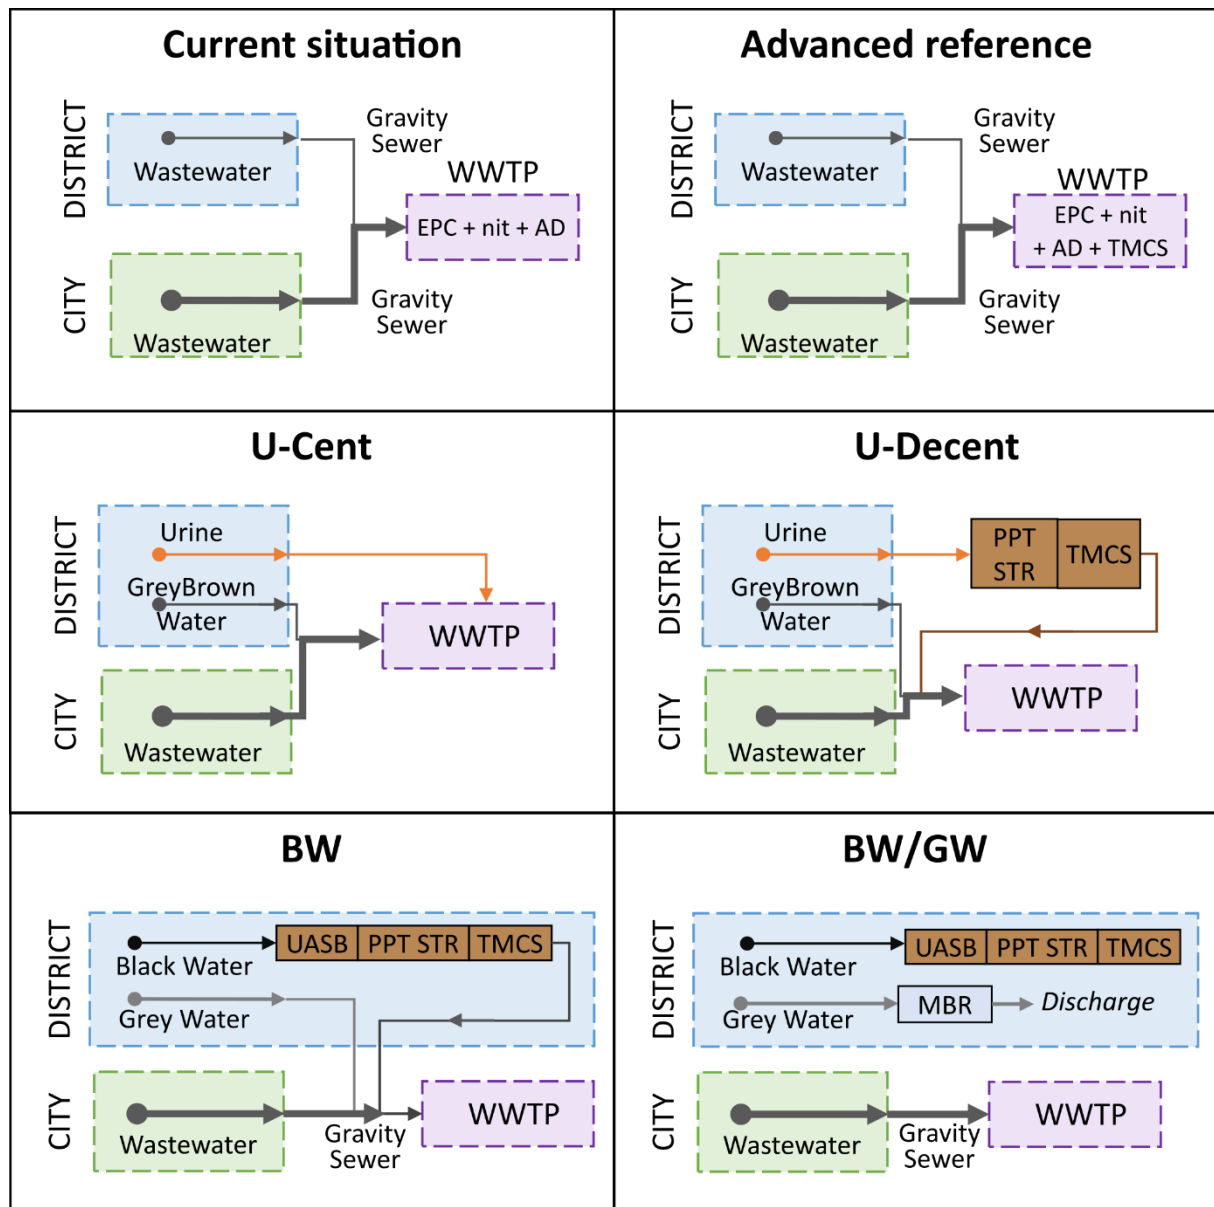 Current situation
DISTRICT
Wastewater
Gravity
Sewer
WWTP
EPC + nit + AD
CITY
Wastewater
Gravity
Sewer
Advanced reference
DISTRICT
Wastewater
Gravity
Sewer
WWTP
EPC + nit
+ AD + TMCS
CITY
Wastewater
Gravity
Sewer
U-Cent
DISTRICT
Urine
GreyBrown
Water
WWTP
CITY
Wastewater
U-Decent
DISTRICT
Urine
GreyBrown
Water
PPT
STR
TMCS
WWTP
CITY
Wastewater
BW
DISTRICT
Black Water
UASB
PPT STR
TMCS
Grey Water
CITY
Wastewater
Gravity
Sewer
WWTP
BW/GW
DISTRICT
Black Water
UASB
PPT STR
TMCS
Grey Water
MBR
Discharge
CITY
Wastewater
Gravity
Sewer
WWTP